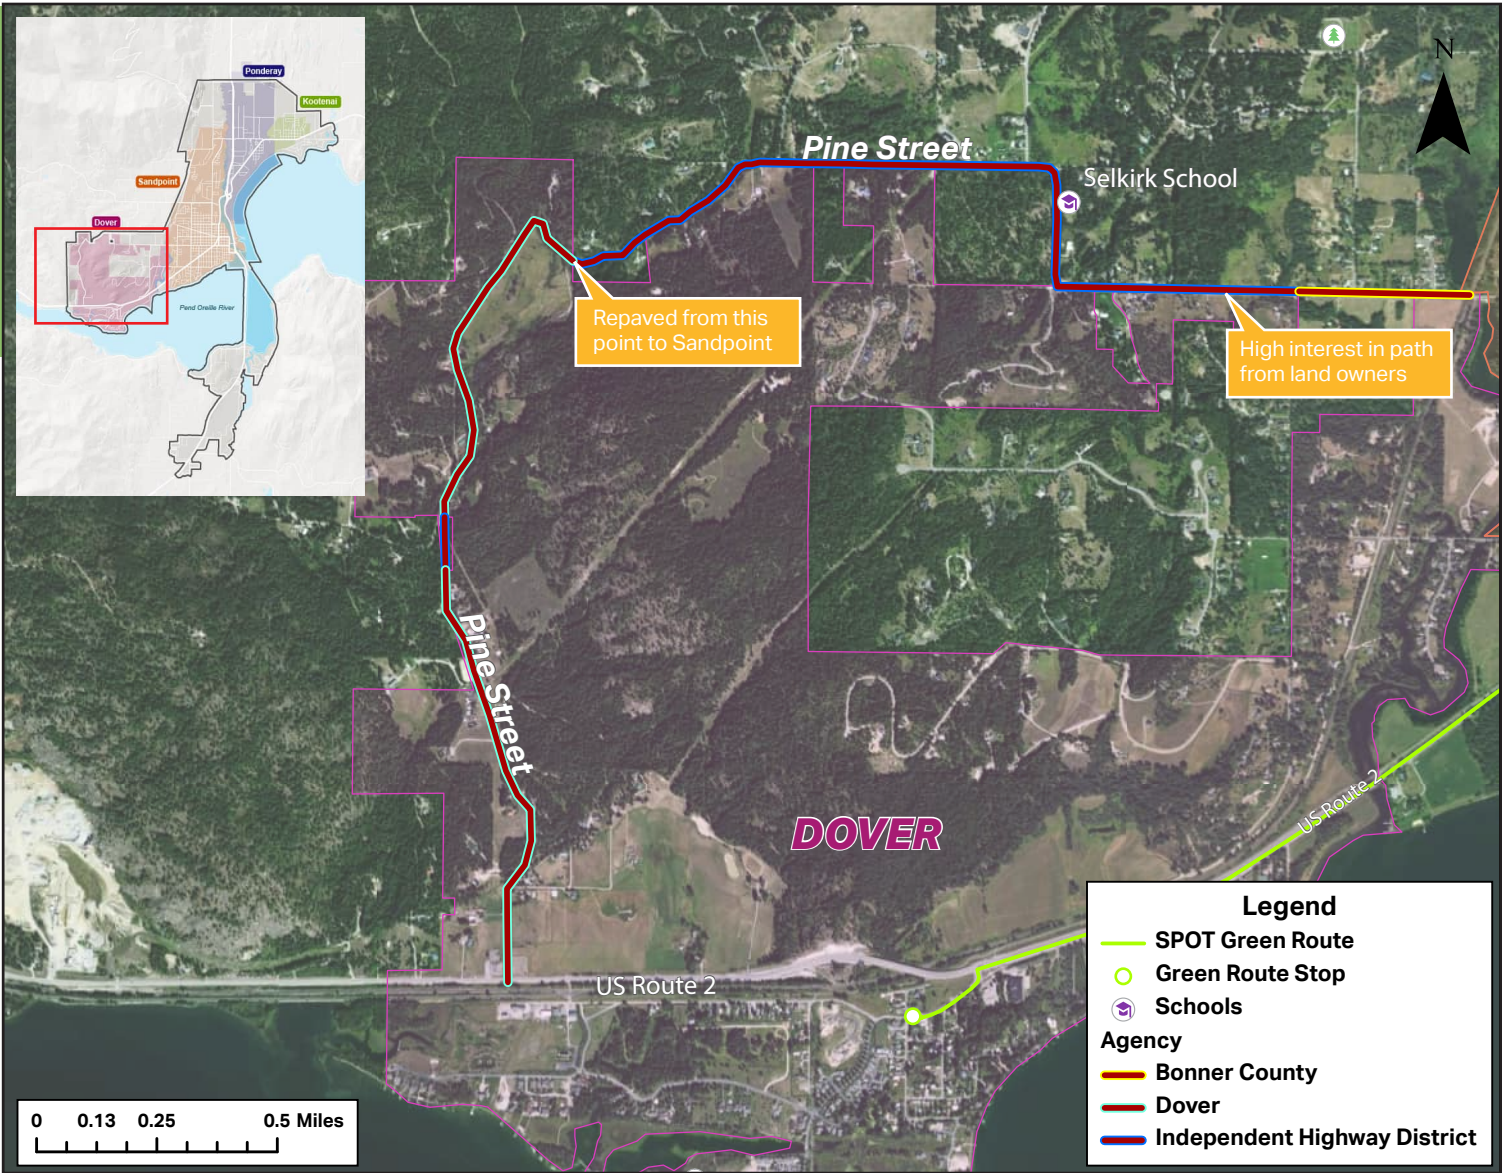 Ponderay
Kootenai
Sandpoint
Dover
Pend Oreille River
N
Pine Street
Selkirk School
Repaved from this
point to Sandpoint
High interest in path
from land owners
Pine Street
DOVER
US Route 2
US Route 2
Legend
SPOT Green Route
Green Route Stop
Schools
Agency
Bonner County
Dover
Independent Highway District
0 0.13 0.25 0.5 Miles